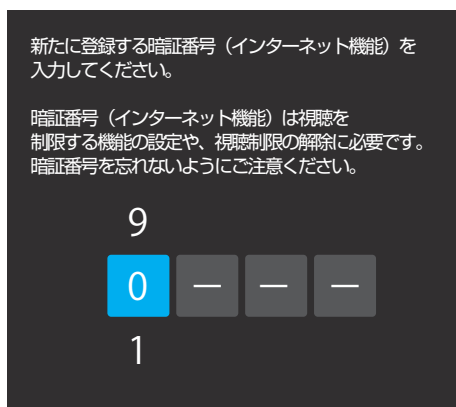 新たに登録する暗証番号（インターネット機能）を
入力してください。
暗証番号（インターネット機能）は視聴を
制限する機能の設定や、視聴制限の解除に必要です。
暗証番号を忘れないようにご注意ください。
9
0 － － －
1